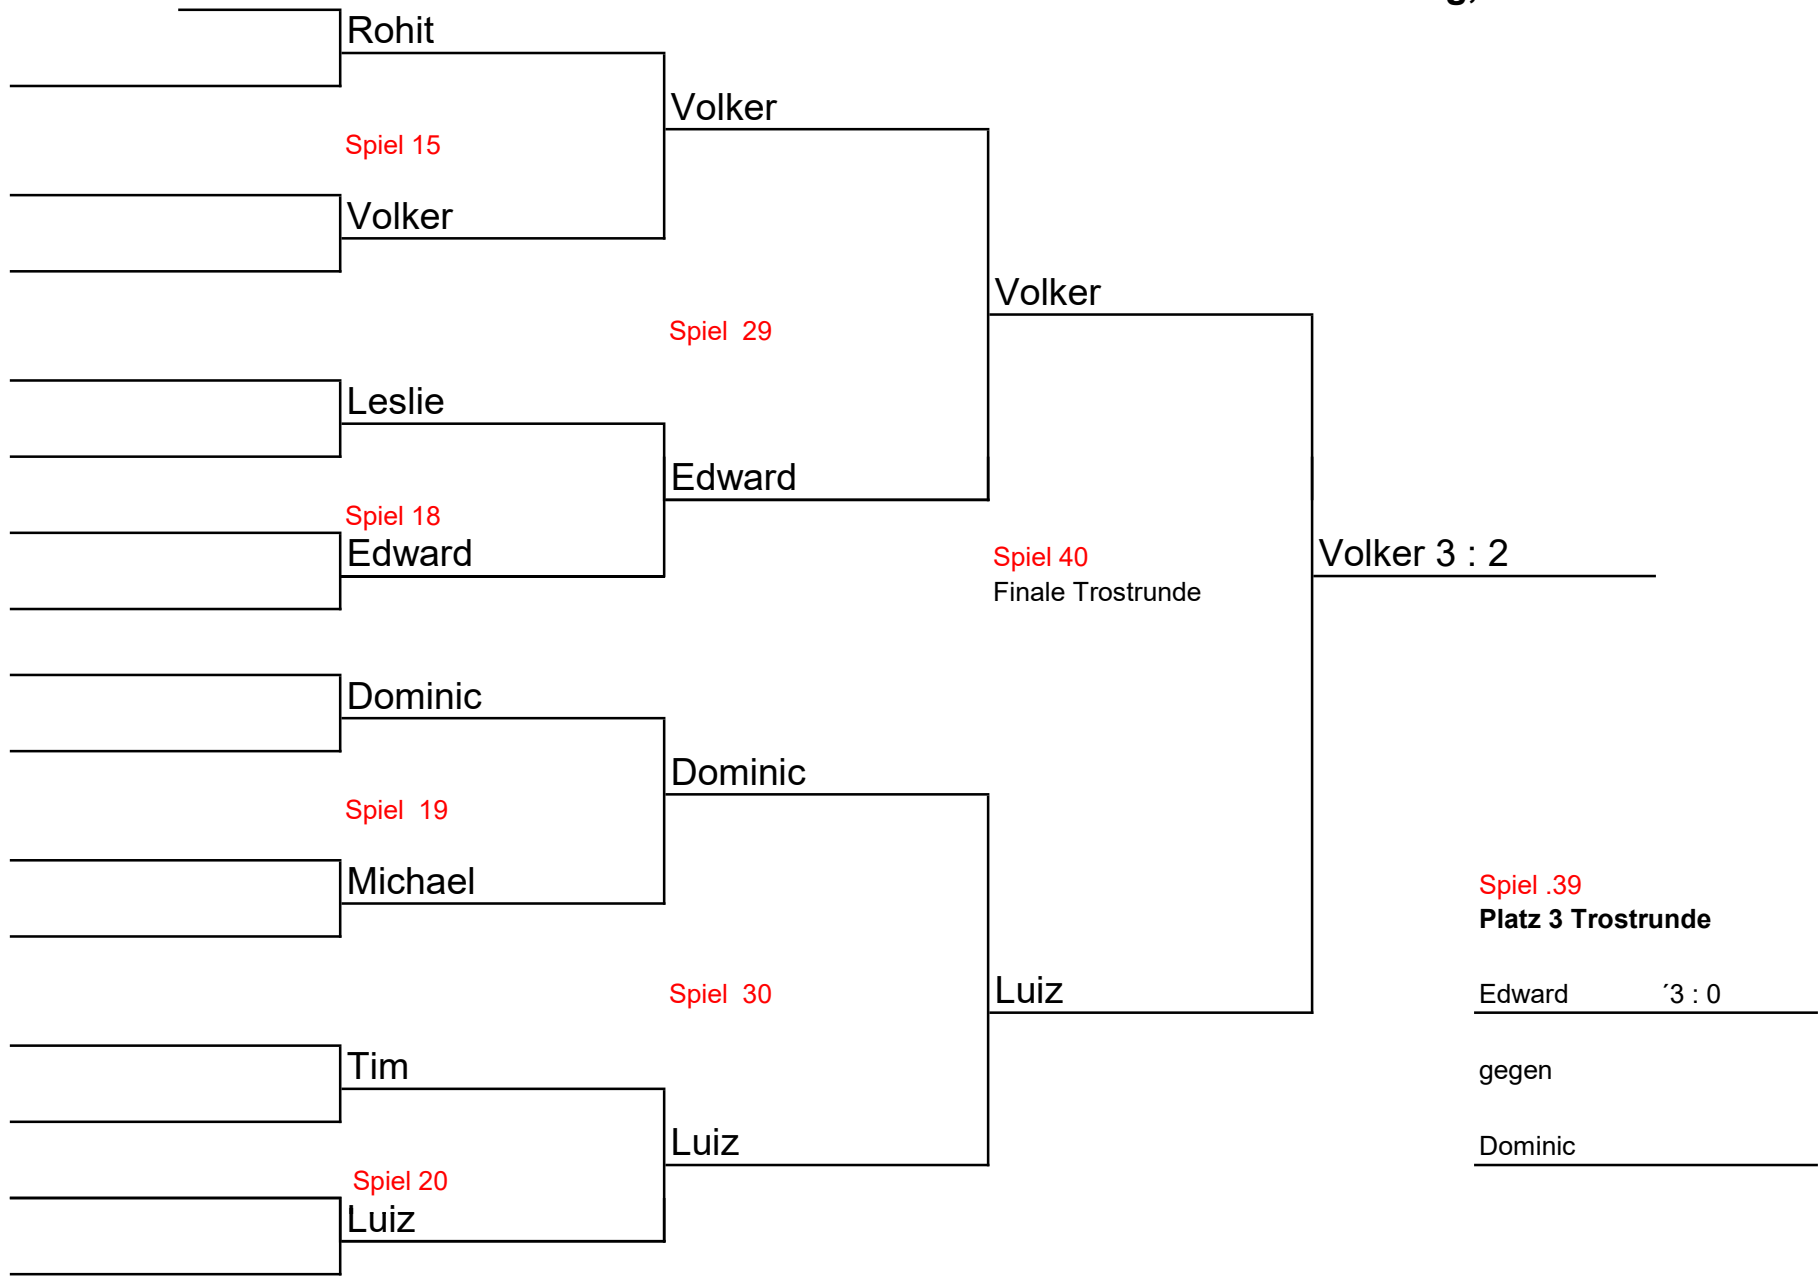 Rohit
Volker
Spiel 15
Volker
Volker
Spiel  29
Leslie
Edward
Spiel 18
Edward
Spiel 40
Volker 3 : 2
Finale Trostrunde
Dominic
Dominic
Spiel  19
Michael
Spiel .39
Platz 3 Trostrunde
Spiel  30
Luiz
Edward ´3 : 0
Tim
gegen
Luiz
Dominic
Spiel 20
Luiz